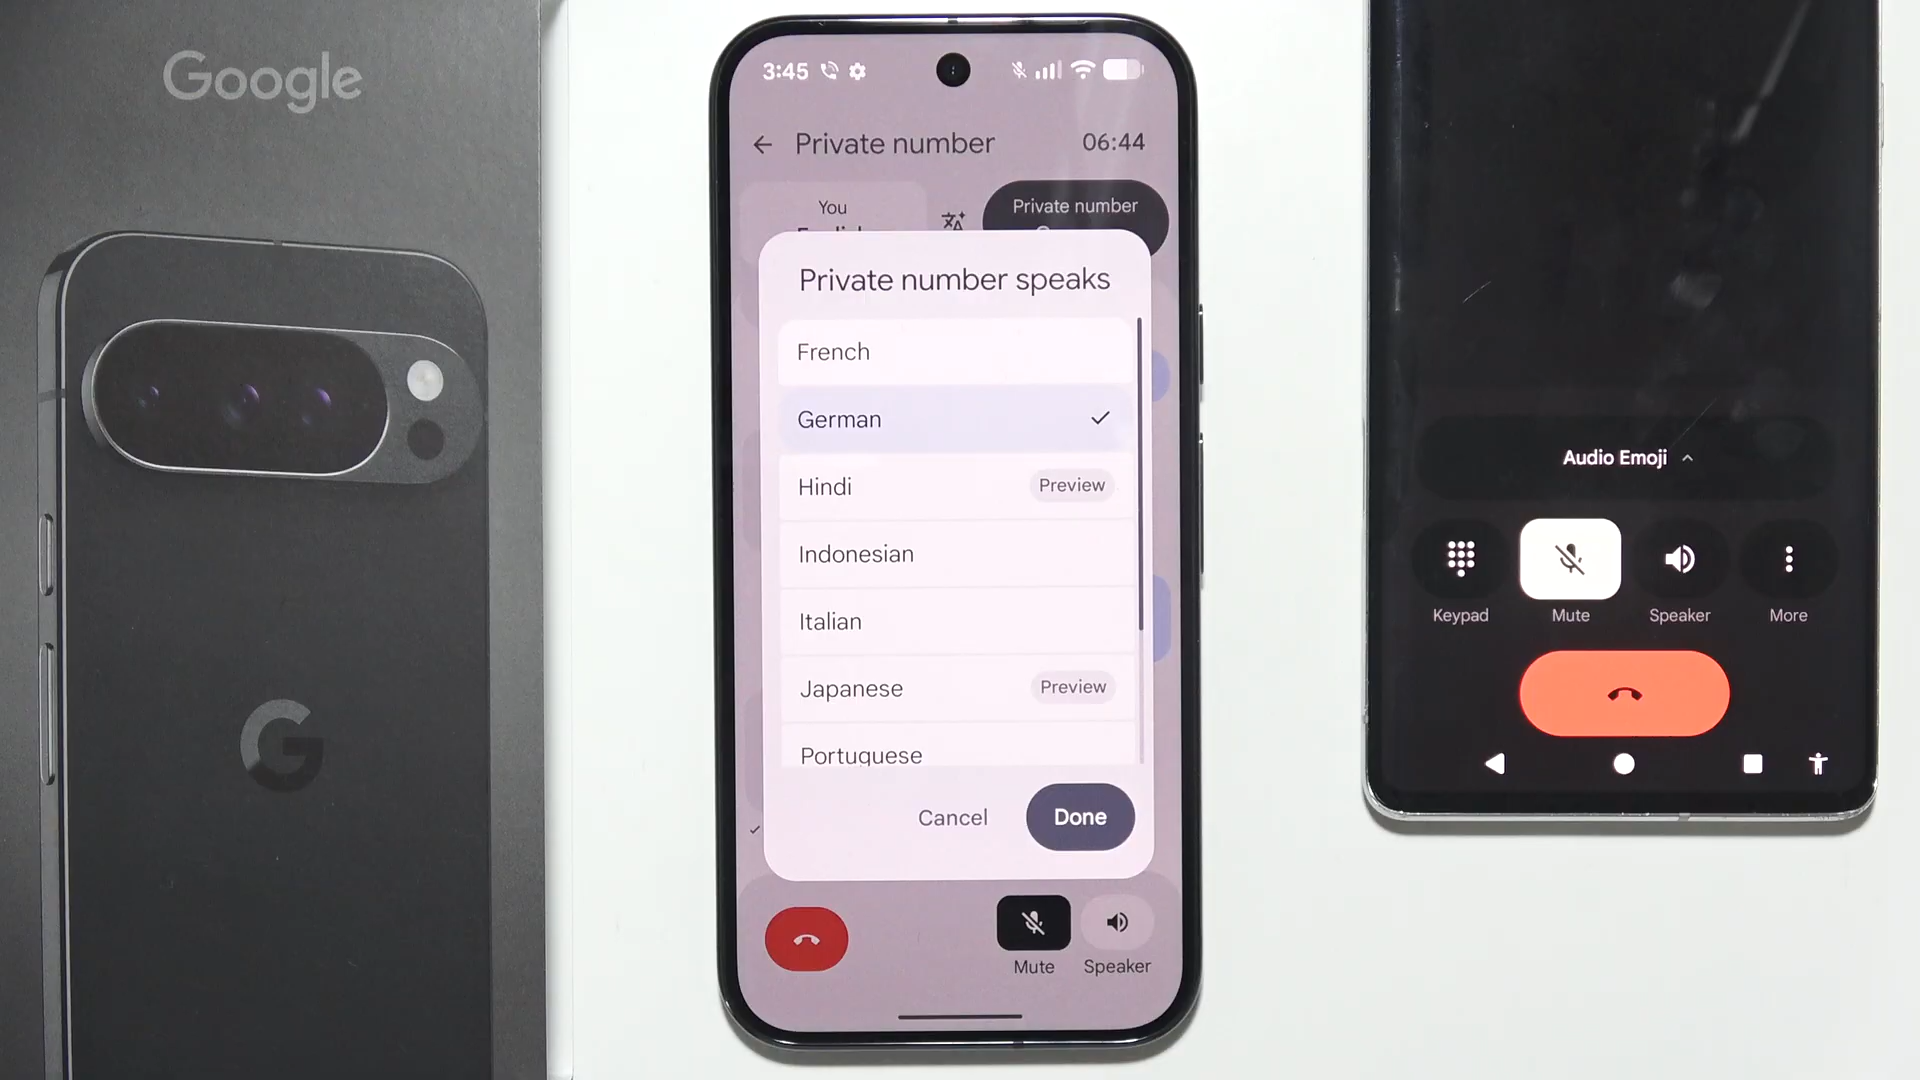 Google
G
3:45
Private number 06:44
You
Private number
Private number speaks
French
German
Hindi Preview
Indonesian
Italian
Japanese Preview
Portuguese
Cancel Done
Mute Speaker
Audio Emoji
Keypad Mute Speaker More